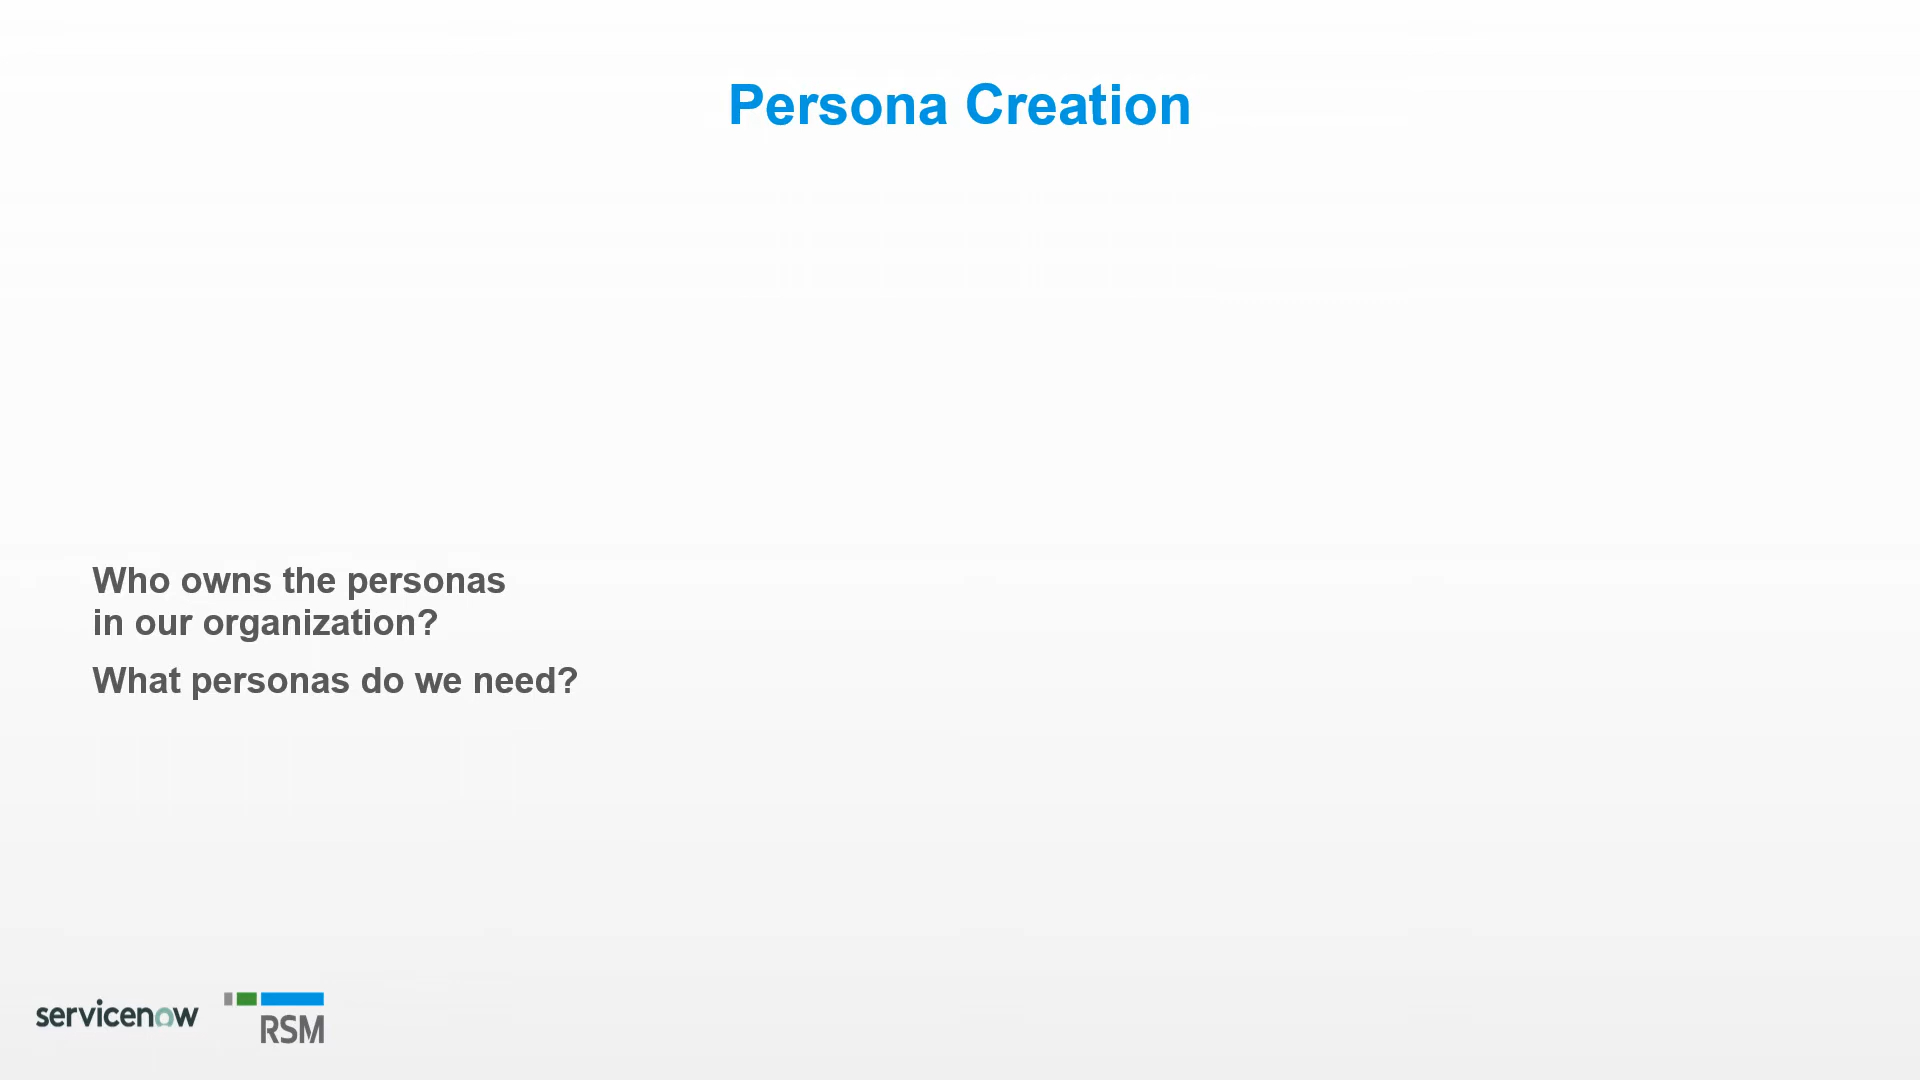 Persona Creation
Who owns the personas
in our organization?
What personas do we need?
servicenow
RSM